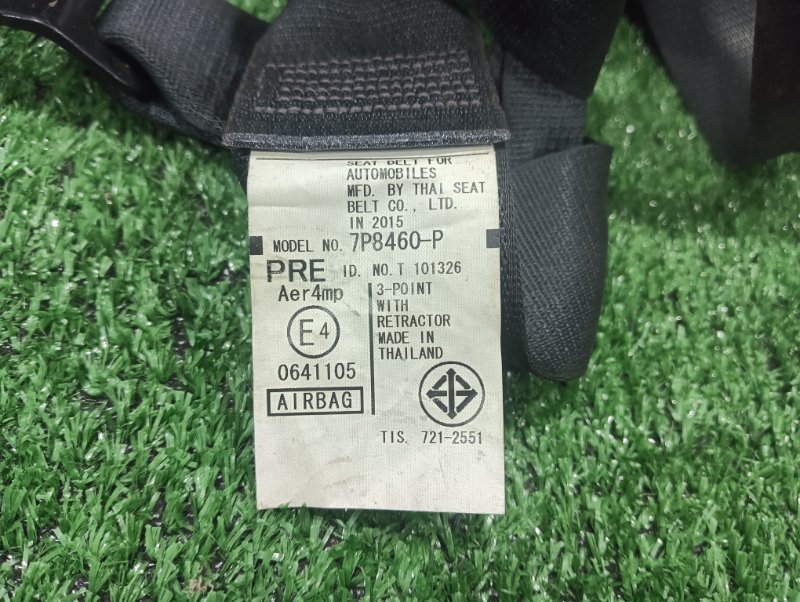 SEAT BELT FOR
AUTOMOBILES
MFD. BY THAI SEAT
BELT CO., LTD.
IN 2015
MODEL NO. 7P8460-P
PRE ID. NO. T 101326
Aer4mp
E4
0641105
AIRBAG
3-POINT
WITH
RETRACTOR
MADE IN
THAILAND
TIS. 721-2551